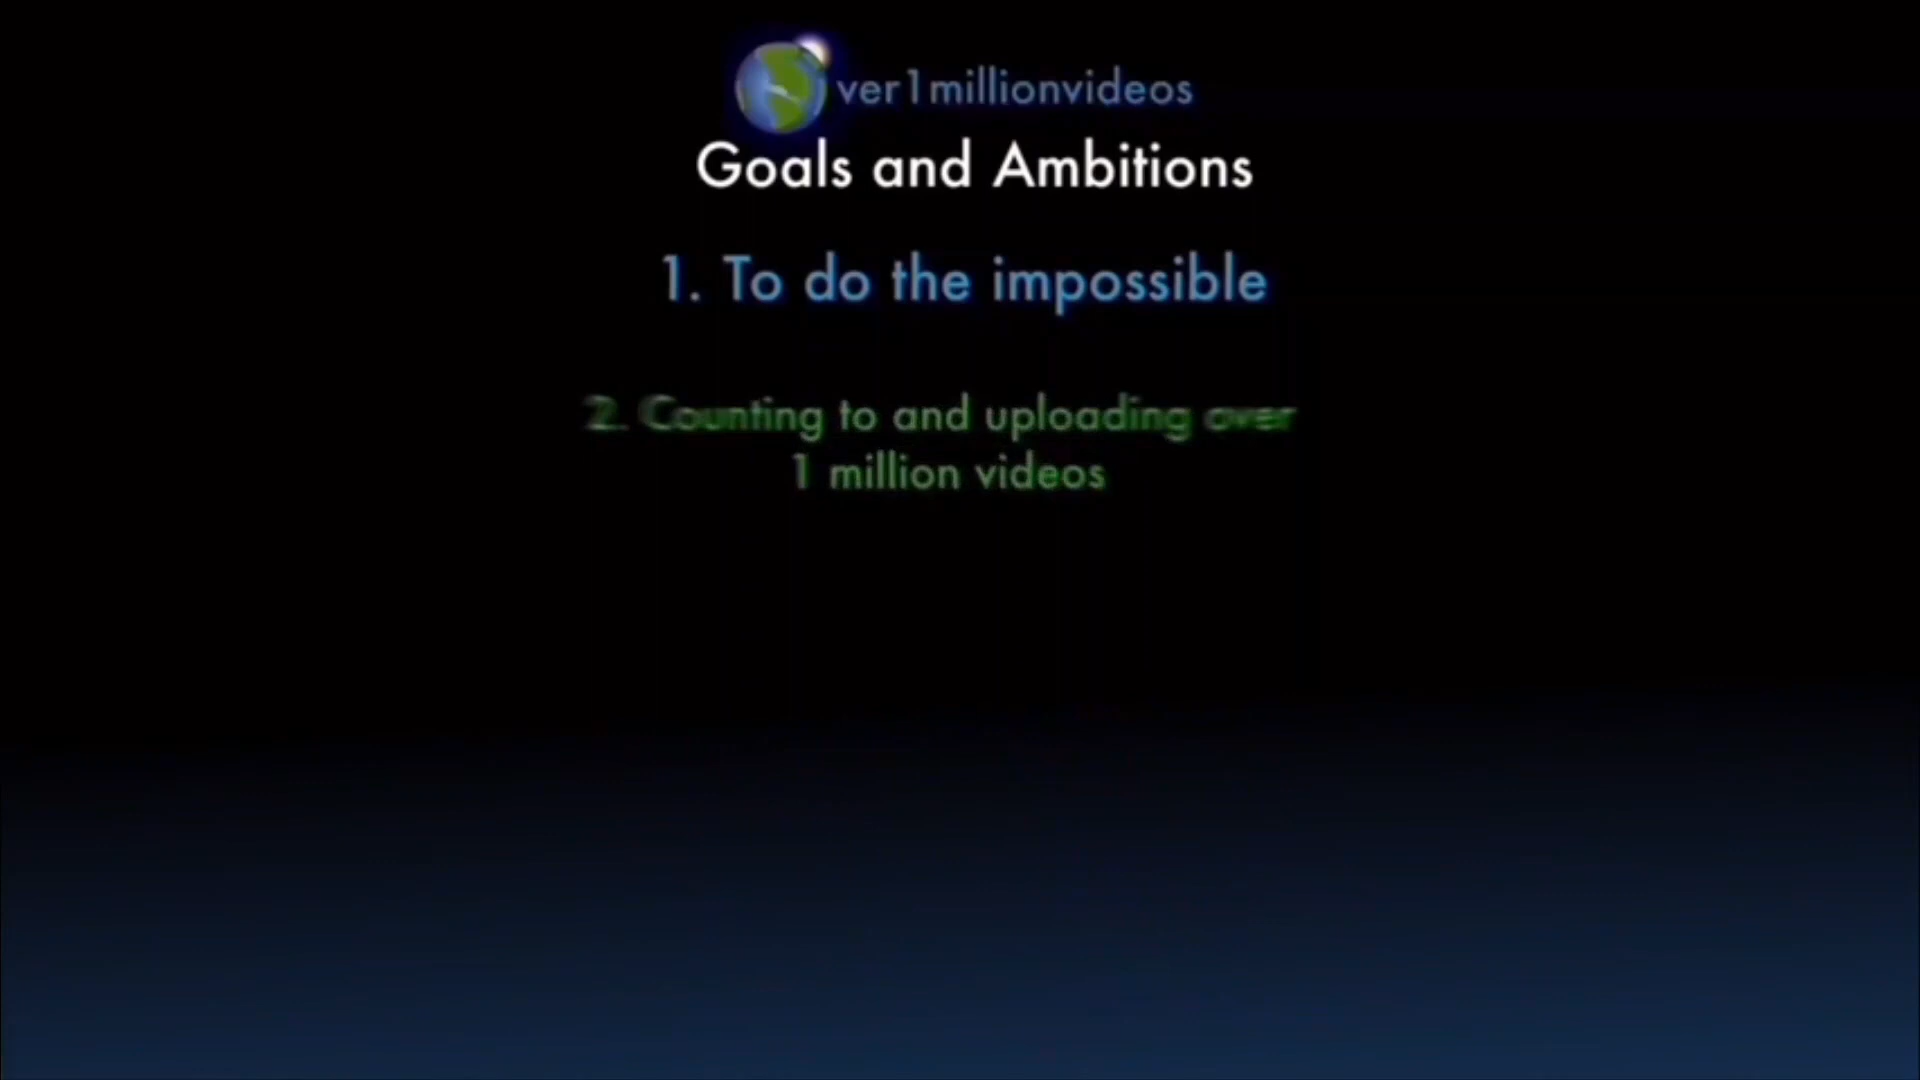 ver1millionvideos
Goals and Ambitions
1. To do the impossible
2. Counting to and uploading over
1 million videos